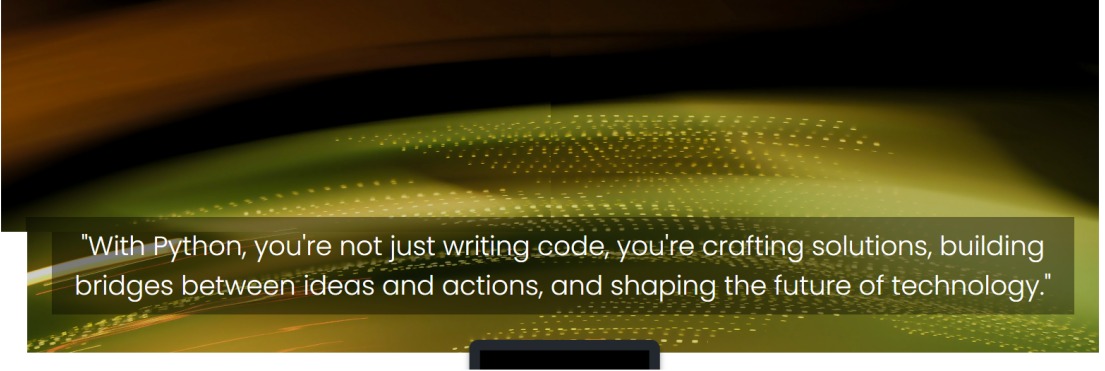 "With Python, you're not just writing code, you're crafting solutions, building
bridges between ideas and actions, and shaping the future of technology."